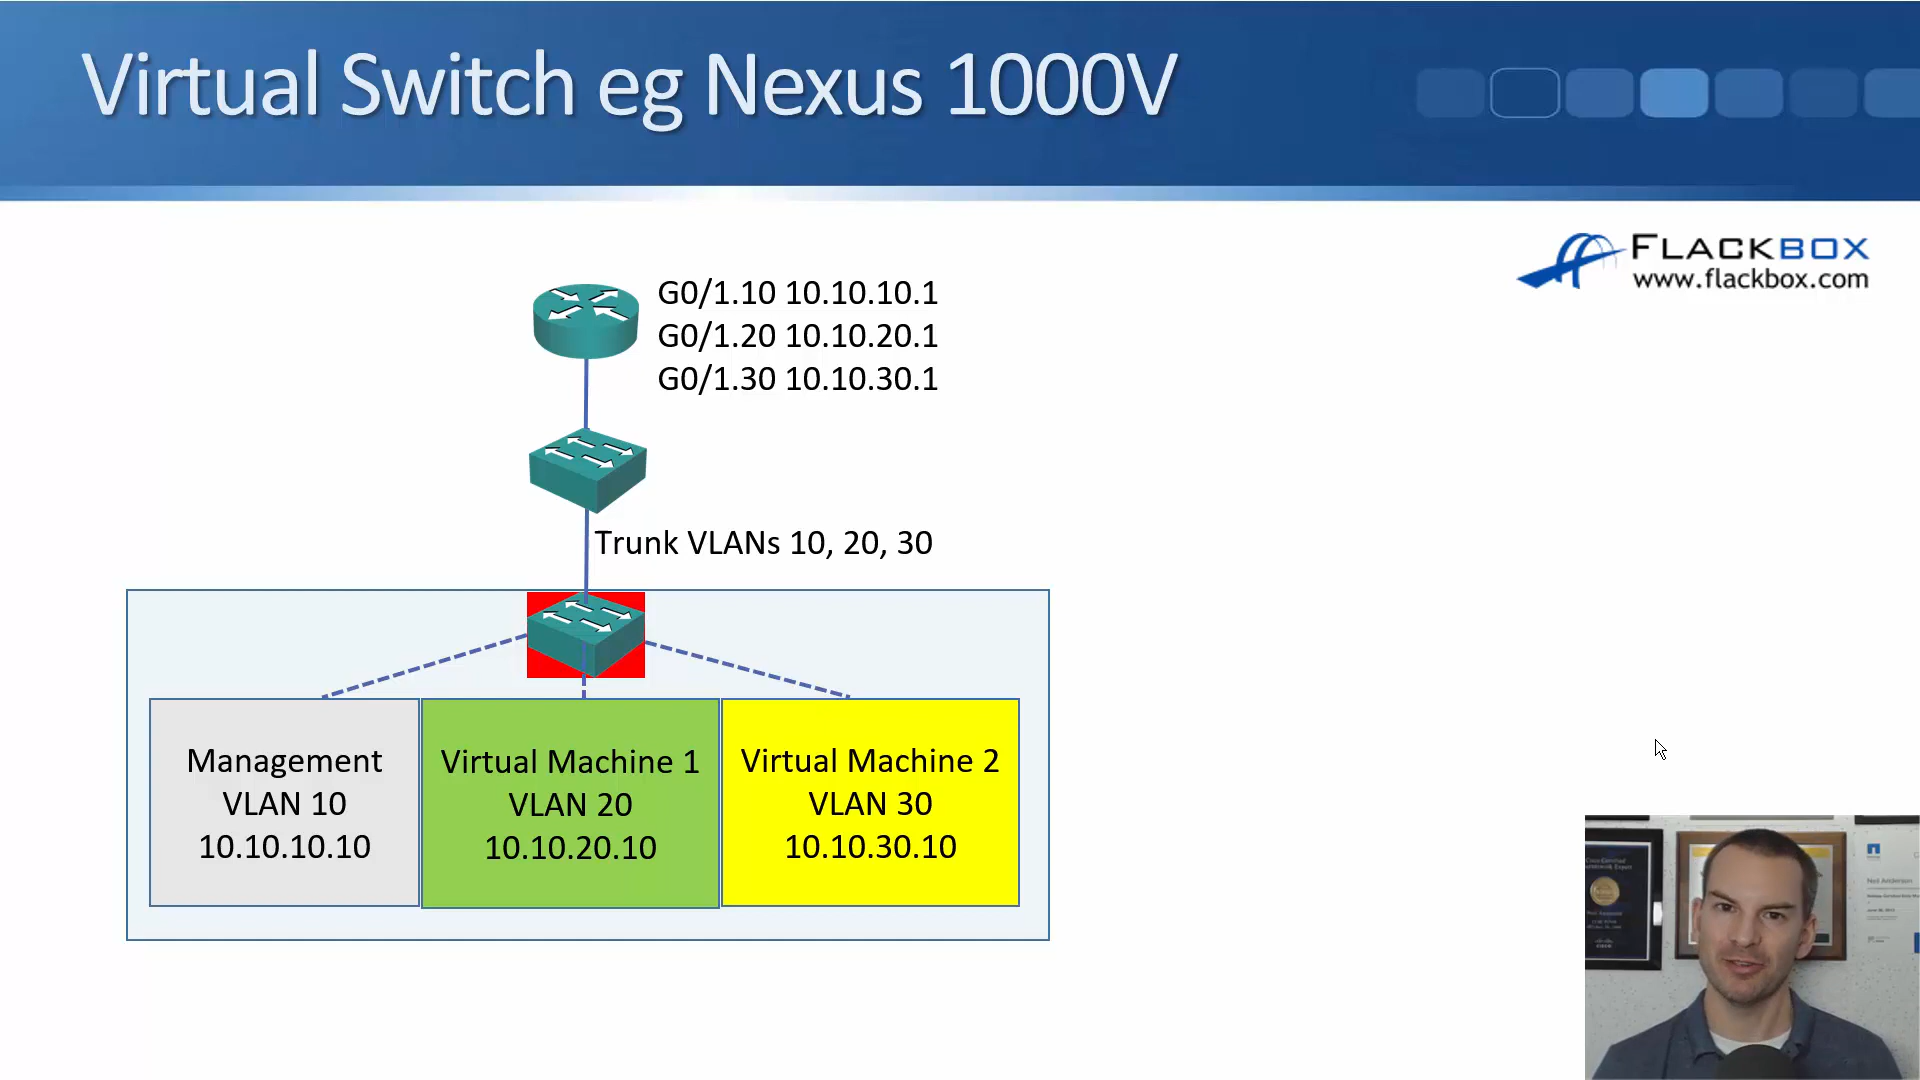 Virtual Switch eg Nexus 1000V
FLACKBOX
www.flackbox.com
G0/1.10 10.10.10.1
G0/1.20 10.10.20.1
G0/1.30 10.10.30.1
Trunk VLANs 10, 20, 30
Management
VLAN 10
10.10.10.10
Virtual Machine 1
VLAN 20
10.10.20.10
Virtual Machine 2
VLAN 30
10.10.30.10
Neil Anderson